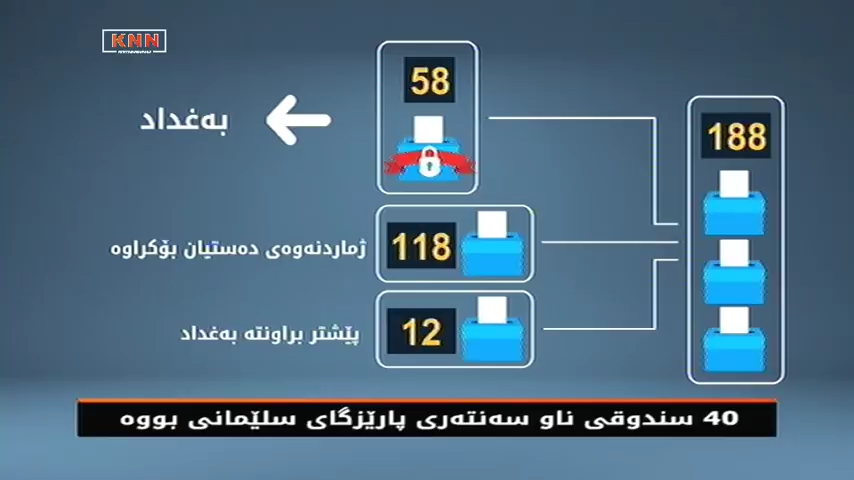 KNN
58
بەغداد
188
118
ژماردنەوەی دەستیان بۆکراوە
12
پێشتر براونتە بەغداد
40 سندوقی ناو سەنتەری پارێزگای سلێمانی بووە